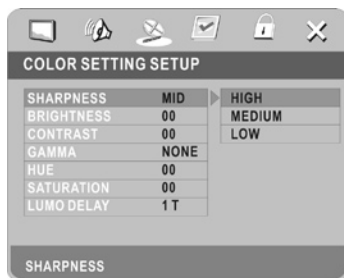 COLOR SETTING SETUP
SHARPNESS MID HIGH
BRIGHTNESS 00 MEDIUM
CONTRAST 00 LOW
GAMMA NONE
HUE 00
SATURATION 00
LUMO DELAY 1 T
SHARPNESS